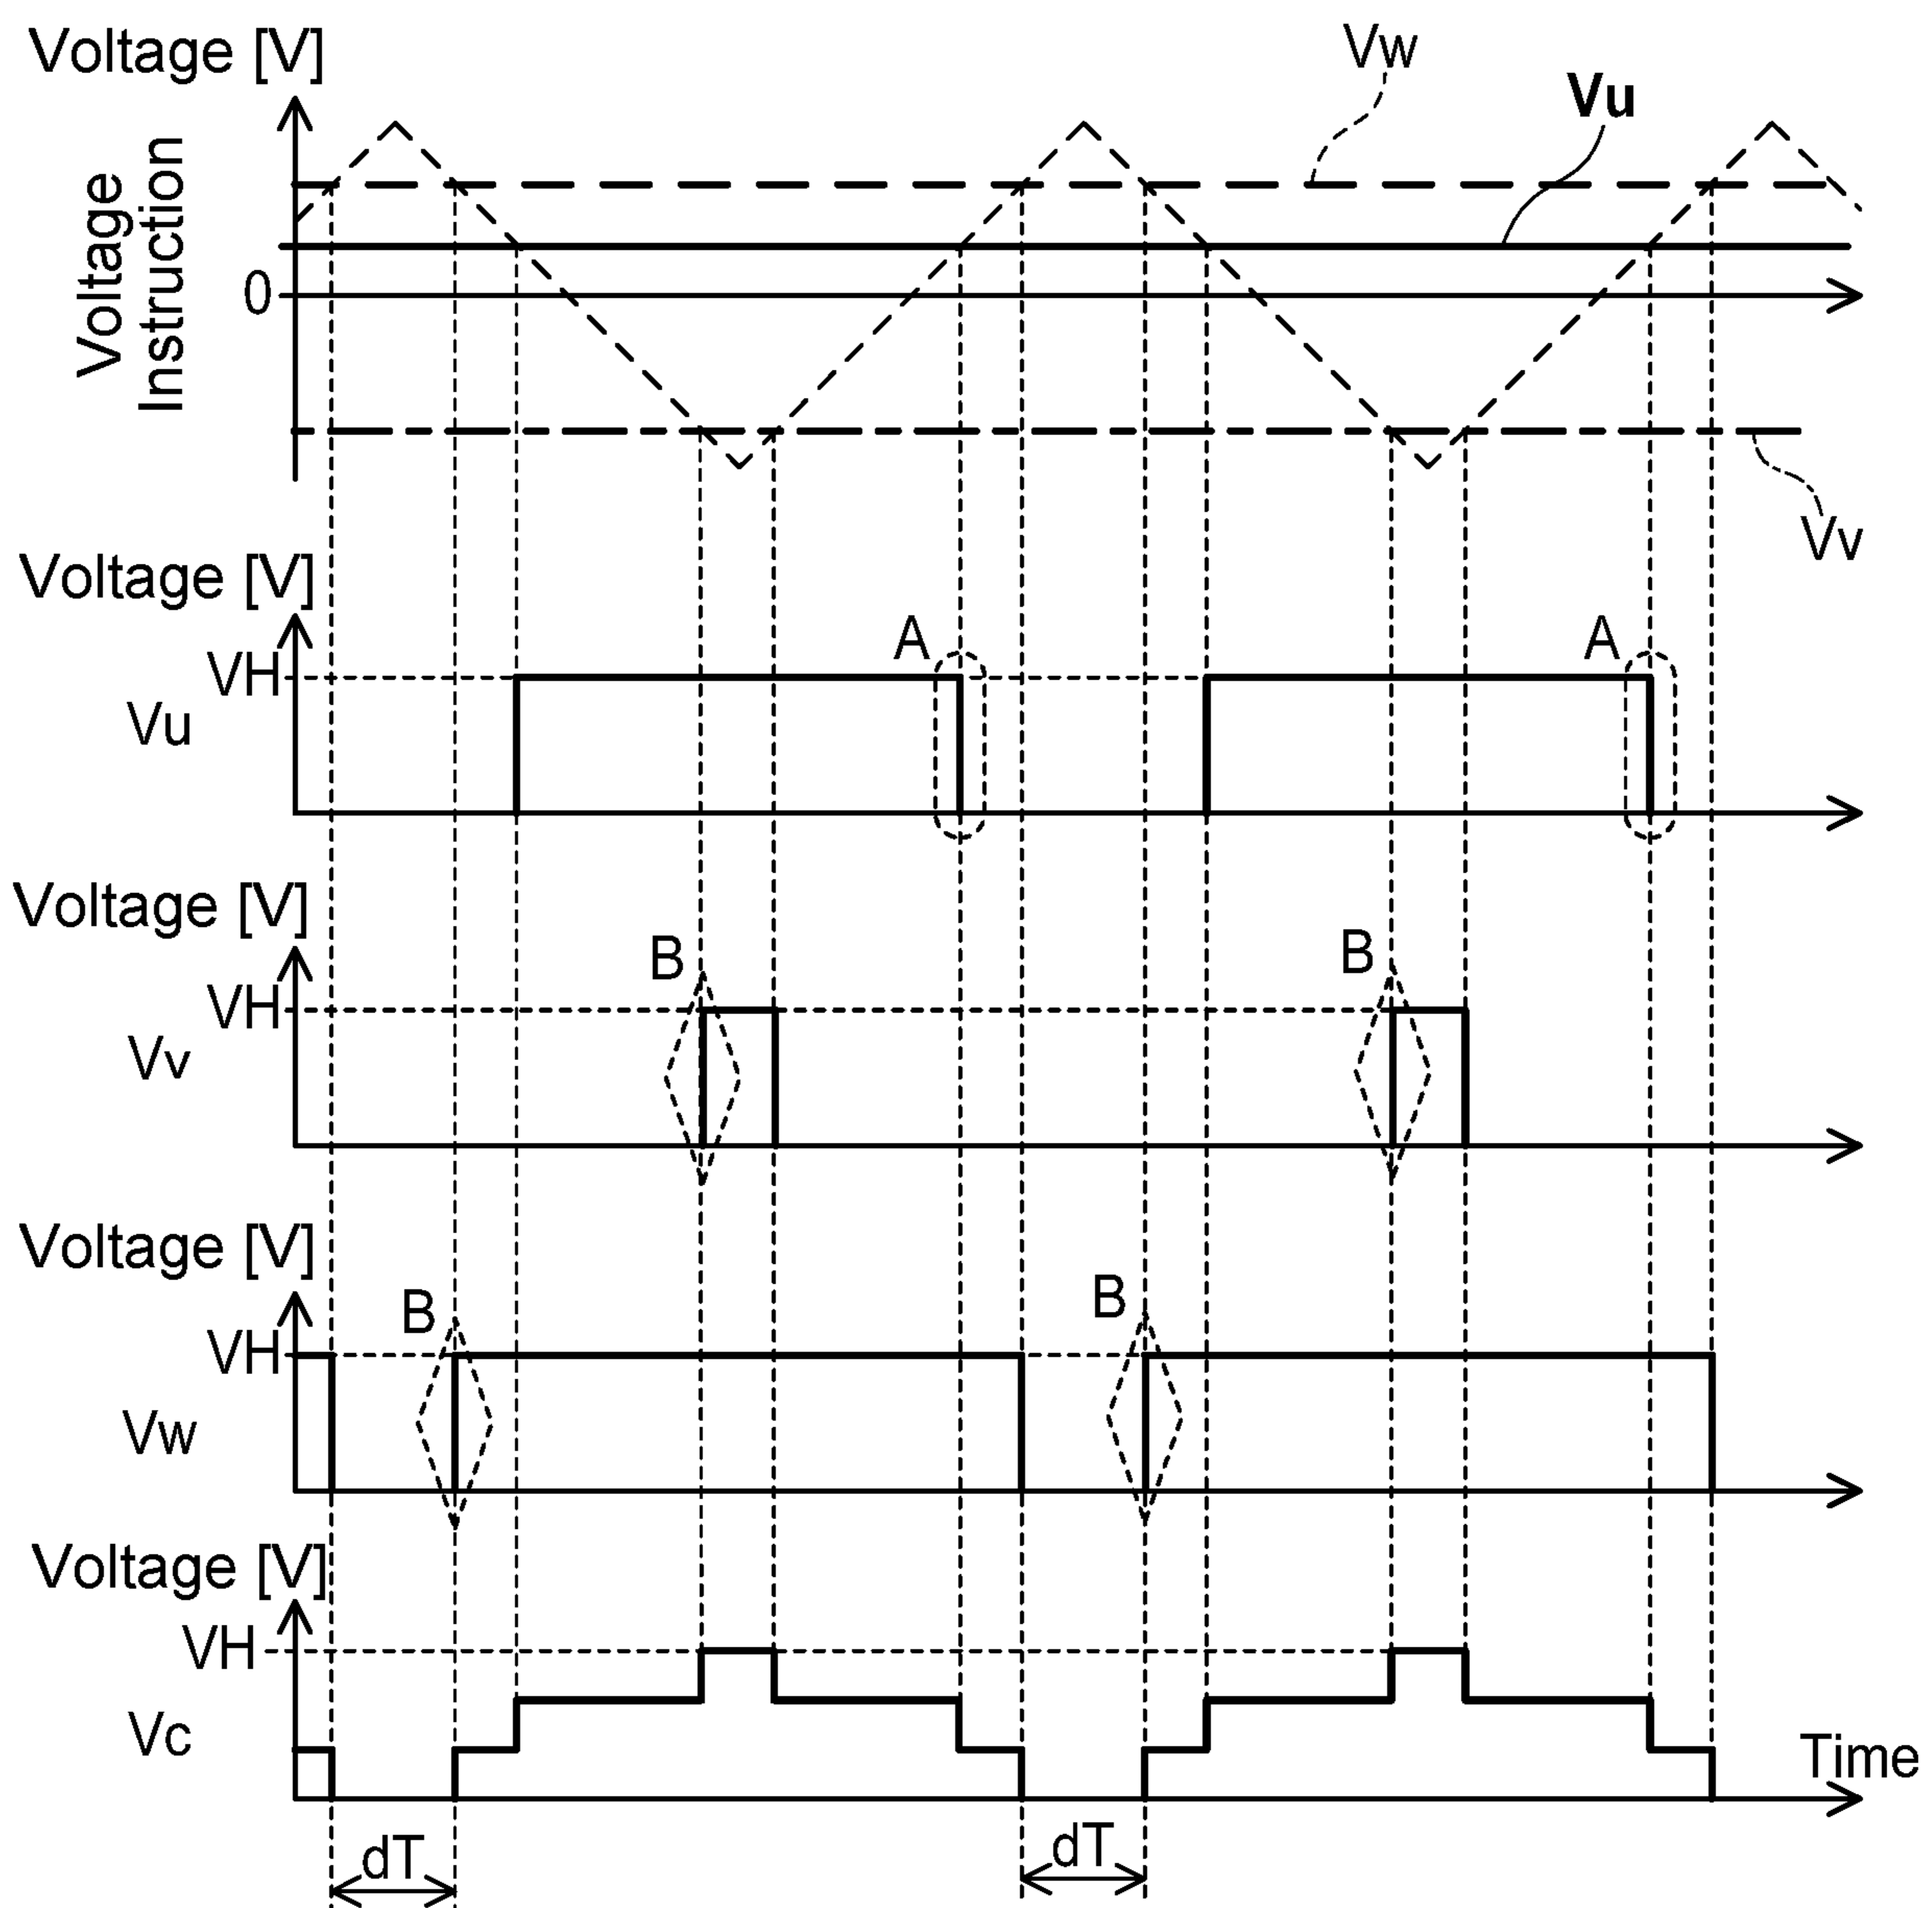 Voltage [V]
Vw
Vu
Voltage
Instruction
0
Vv
Voltage [V]
A
A
VH
Vu
Voltage [V]
B
B
VH
Vv
Voltage [V]
B
B
VH
Vw
Voltage [V]
VH
Vc
Time
dT
dT